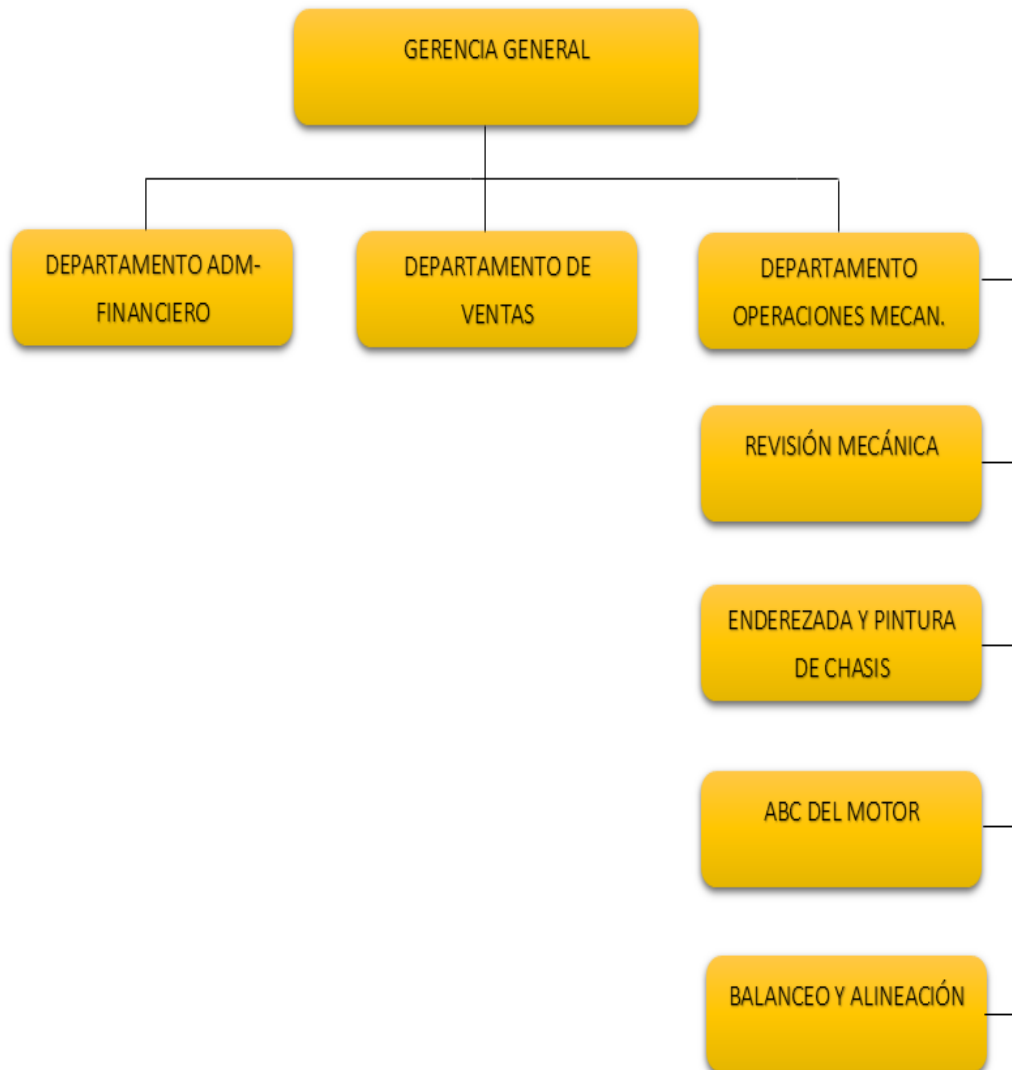 GERENCIA GENERAL
DEPARTAMENTO ADM-
FINANCIERO
DEPARTAMENTO DE
VENTAS
DEPARTAMENTO
OPERACIONES MECAN.
REVISIÓN MECÁNICA
ENDEREZADA Y PINTURA
DE CHASIS
ABC DEL MOTOR
BALANCEO Y ALINEACIÓN